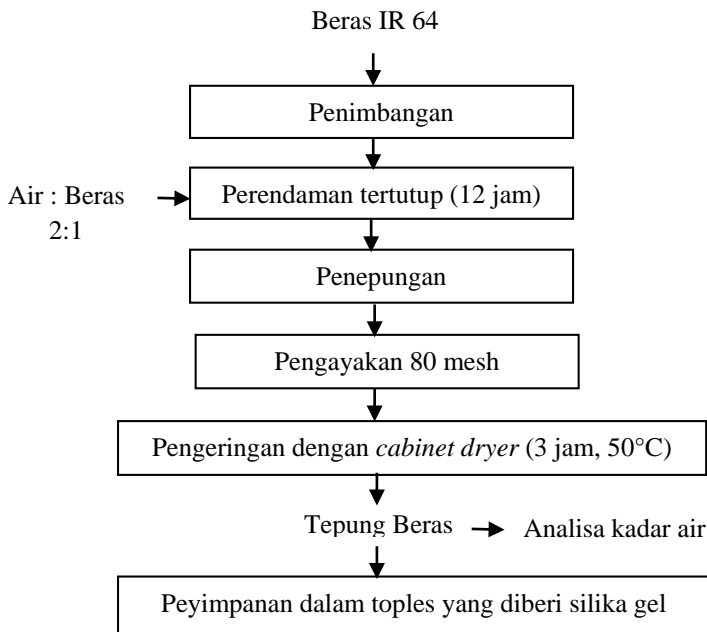 Beras IR 64
Penimbangan
Air : Beras
2:1
Perendaman tertutup (12 jam)
Penepungan
Pengayakan 80 mesh
Pengeringan dengan cabinet dryer (3 jam, 50°C)
Tepung Beras
Analisa kadar air
Peyimpanan dalam toples yang diberi silika gel